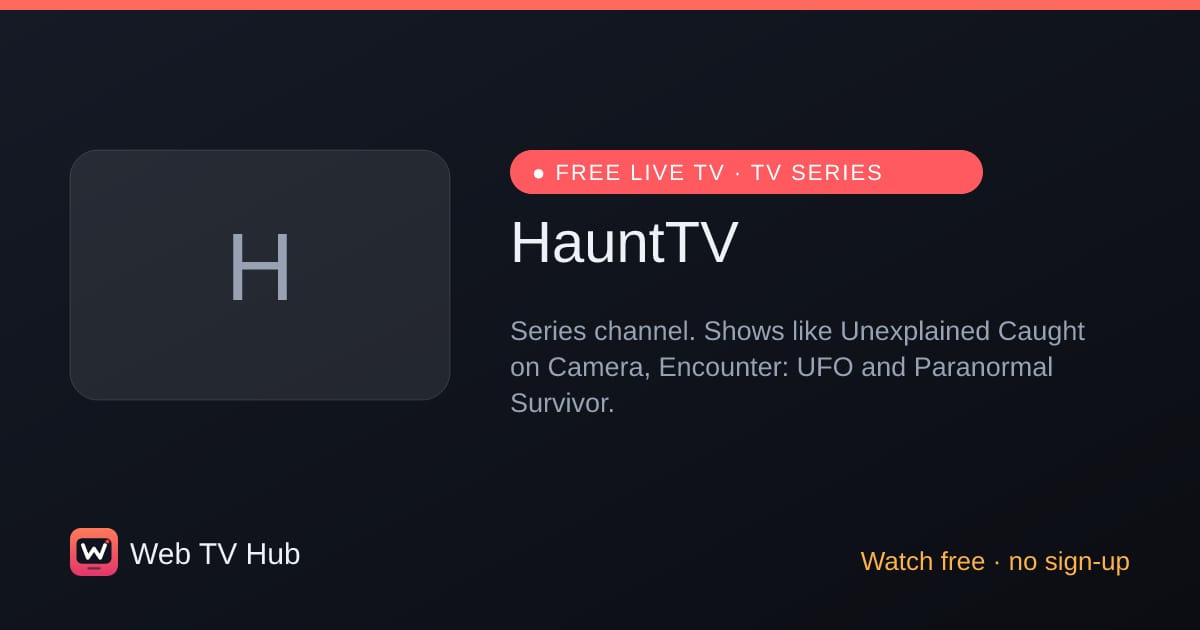 H
● FREE LIVE TV · TV SERIES
HauntTV
Series channel. Shows like Unexplained Caught
on Camera, Encounter: UFO and Paranormal
Survivor.
W
Web TV Hub
Watch free · no sign-up